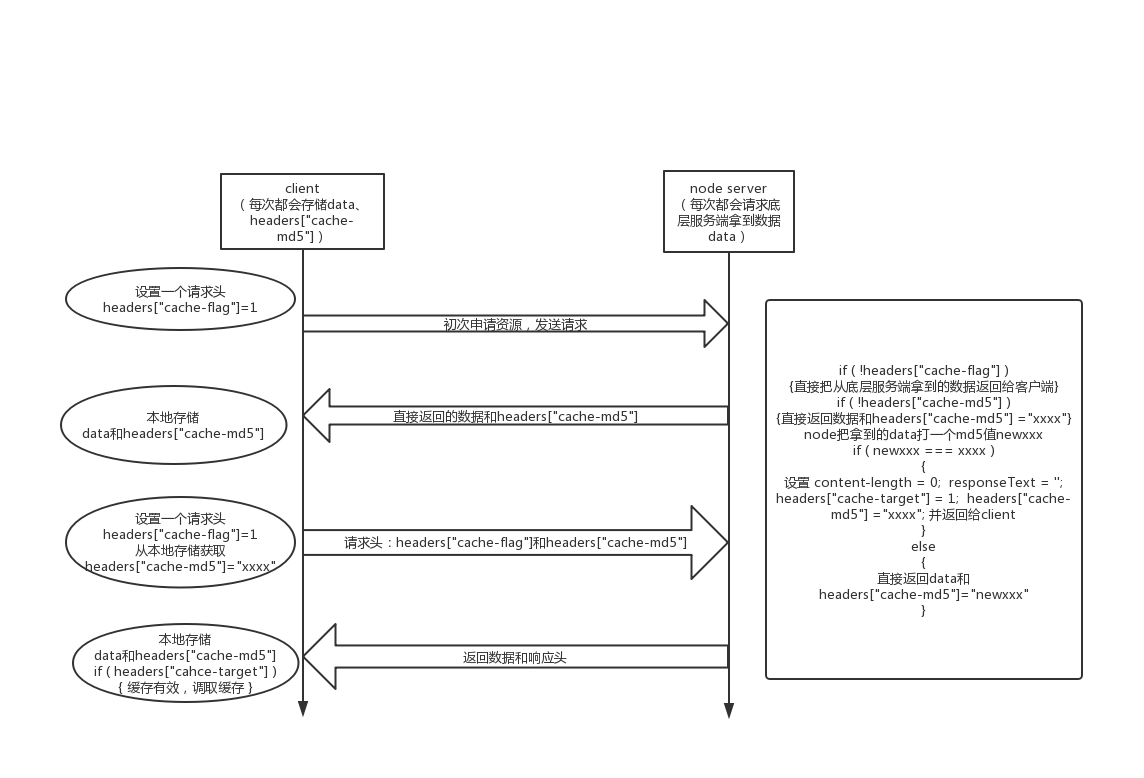 client
( 每次都会存储data、
headers["cache-
md5"] )
node server
( 每次都会请求底
层服务端拿到数据
data )
设置一个请求头
headers["cache-flag"]=1
初次申请资源，发送请求
本地存储
data和headers["cache-md5"]
直接返回的数据和headers["cache-md5"]
设置一个请求头
headers["cache-flag"]=1
从本地存储获取
headers["cache-md5"]="xxxx"
请求头：headers["cache-flag"]和headers["cache-md5"]
本地存储
data和headers["cache-md5"]
if ( headers["cahce-target"] )
{ 缓存有效，调取缓存 }
返回数据和响应头
if ( !headers["cache-flag"] )
{直接把从底层服务端拿到的数据返回给客户端}
if ( !headers["cache-md5"] )
{直接返回数据和headers["cache-md5"] ="xxxx"}
node把拿到的data打一个md5值newxxx
if ( newxxx === xxxx )
{
设置 content-length = 0;  responseText = '';
headers["cache-target"] = 1;  headers["cache-
md5"] ="xxxx"; 并返回给client
}
else
{
直接返回data和
headers["cache-md5"]="newxxx"
}